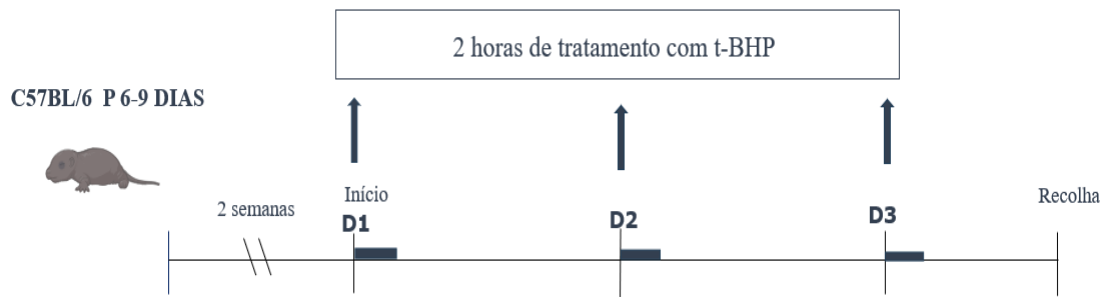 2 horas de tratamento com t-BHP
C57BL/6 P 6-9 DIAS
2 semanas
Início
D1
D2
D3
Recolha